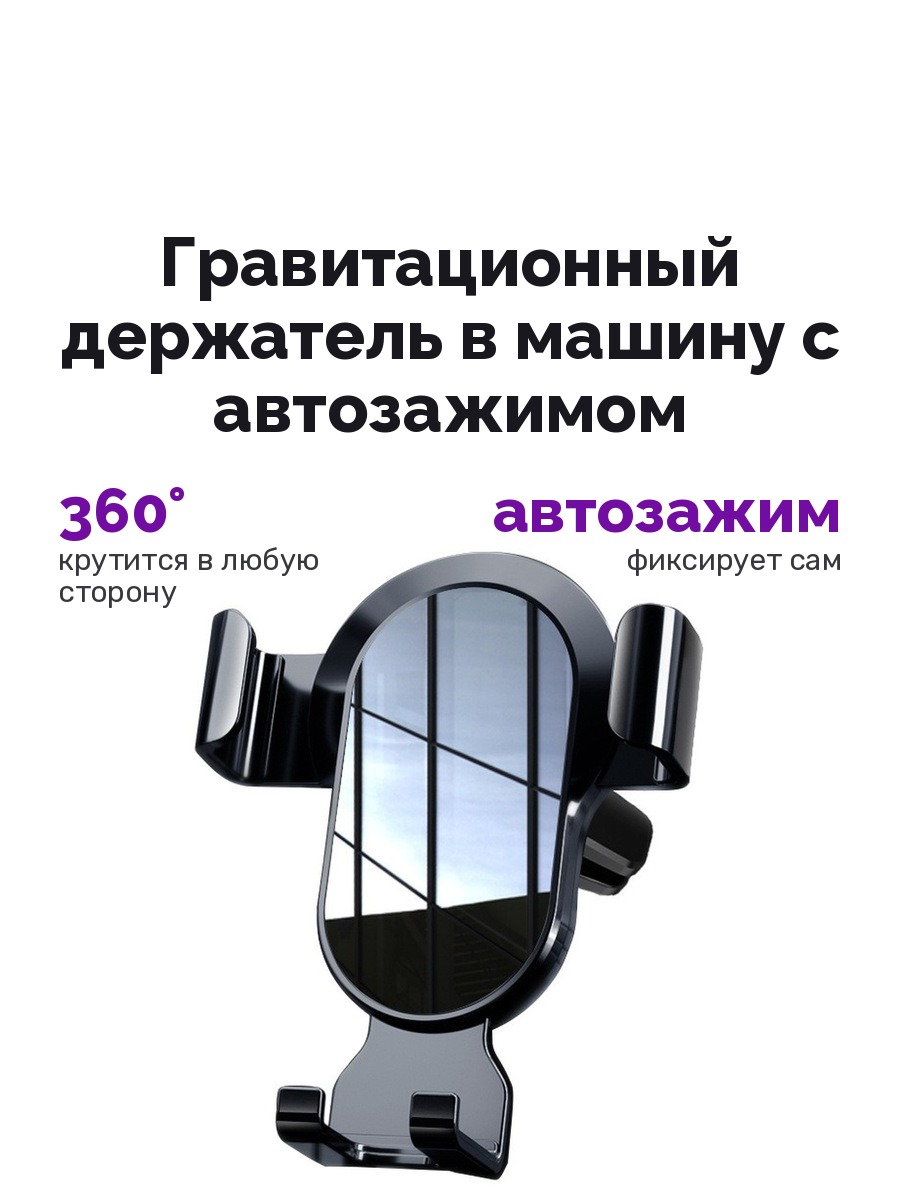 Гравитационный
держатель в машину с
автозажимом
360°
крутится в любую
сторону
автозажим
фиксирует сам